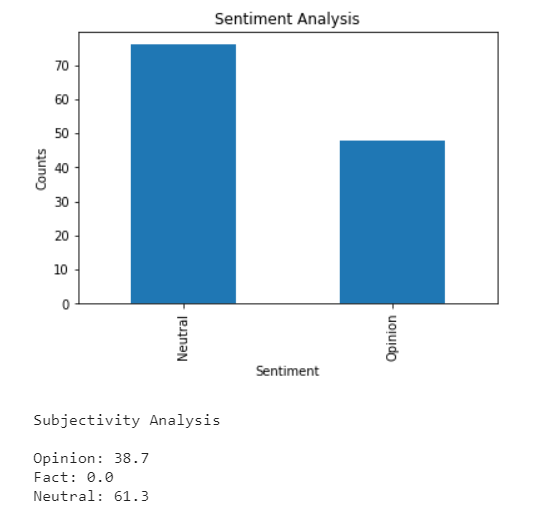 Sentiment Analysis
70
60
50
40
30
20
10
0
Counts
Neutral
Opinion
Sentiment
Subjectivity Analysis
Opinion: 38.7
Fact: 0.0
Neutral: 61.3